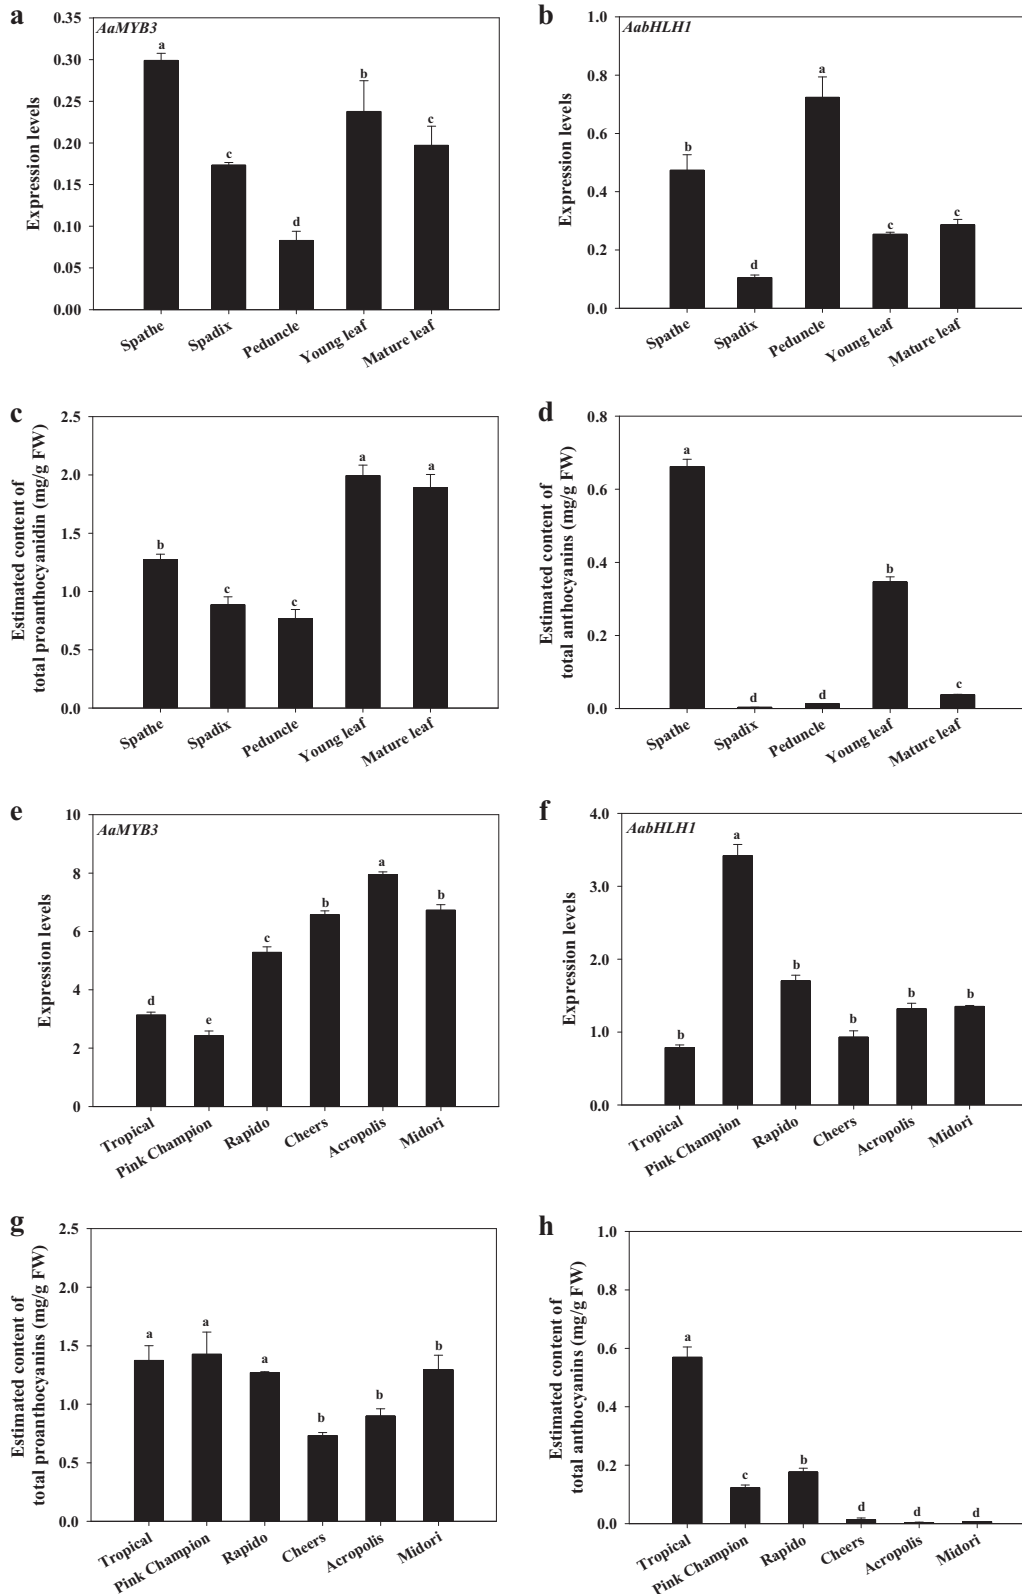 a
AaMYB3
Expression levels
0.35
0.30
0.25
0.20
0.15
0.10
0.05
0.00
a
c
d
b
c
Spathe
Spadix
Peduncle
Young leaf
Mature leaf
b
AabHLH1
Expression levels
1.0
0.8
0.6
0.4
0.2
0.0
b
d
a
c
c
Spathe
Spadix
Peduncle
Young leaf
Mature leaf
c
Estimated content of
total proanthocyanidin (mg/g FW)
2.5
2.0
1.5
1.0
0.5
0.0
b
c
c
a
a
Spathe
Spadix
Peduncle
Young leaf
Mature leaf
d
Estimated content of
total anthocyanins (mg/g FW)
0.8
0.6
0.4
0.2
0.0
a
d
d
b
c
Spathe
Spadix
Peduncle
Young leaf
Mature leaf
e
AaMYB3
Expression levels
10
8
6
4
2
0
d
e
c
b
a
b
Tropical
Pink Champion
Rapido
Cheers
Acropolis
Midori
f
AabHLH1
Expression levels
4.0
3.0
2.0
1.0
0.0
b
a
b
b
b
b
Tropical
Pink Champion
Rapido
Cheers
Acropolis
Midori
g
Estimated content of
total proanthocyanins (mg/g FW)
2.5
2.0
1.5
1.0
0.5
0.0
a
a
a
b
b
b
Tropical
Pink Champion
Rapido
Cheers
Acropolis
Midori
h
Estimated content of
total anthocyanins (mg/g FW)
1.0
0.8
0.6
0.4
0.2
0.0
a
c
b
d
d
d
Tropical
Pink Champion
Rapido
Cheers
Acropolis
Midori